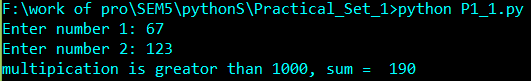 F:\work of pro\SEM5\pythonS\Practical_Set_1>python P1_1.py
Enter number 1: 67
Enter number 2: 123
multipication is greator than 1000, sum =  190